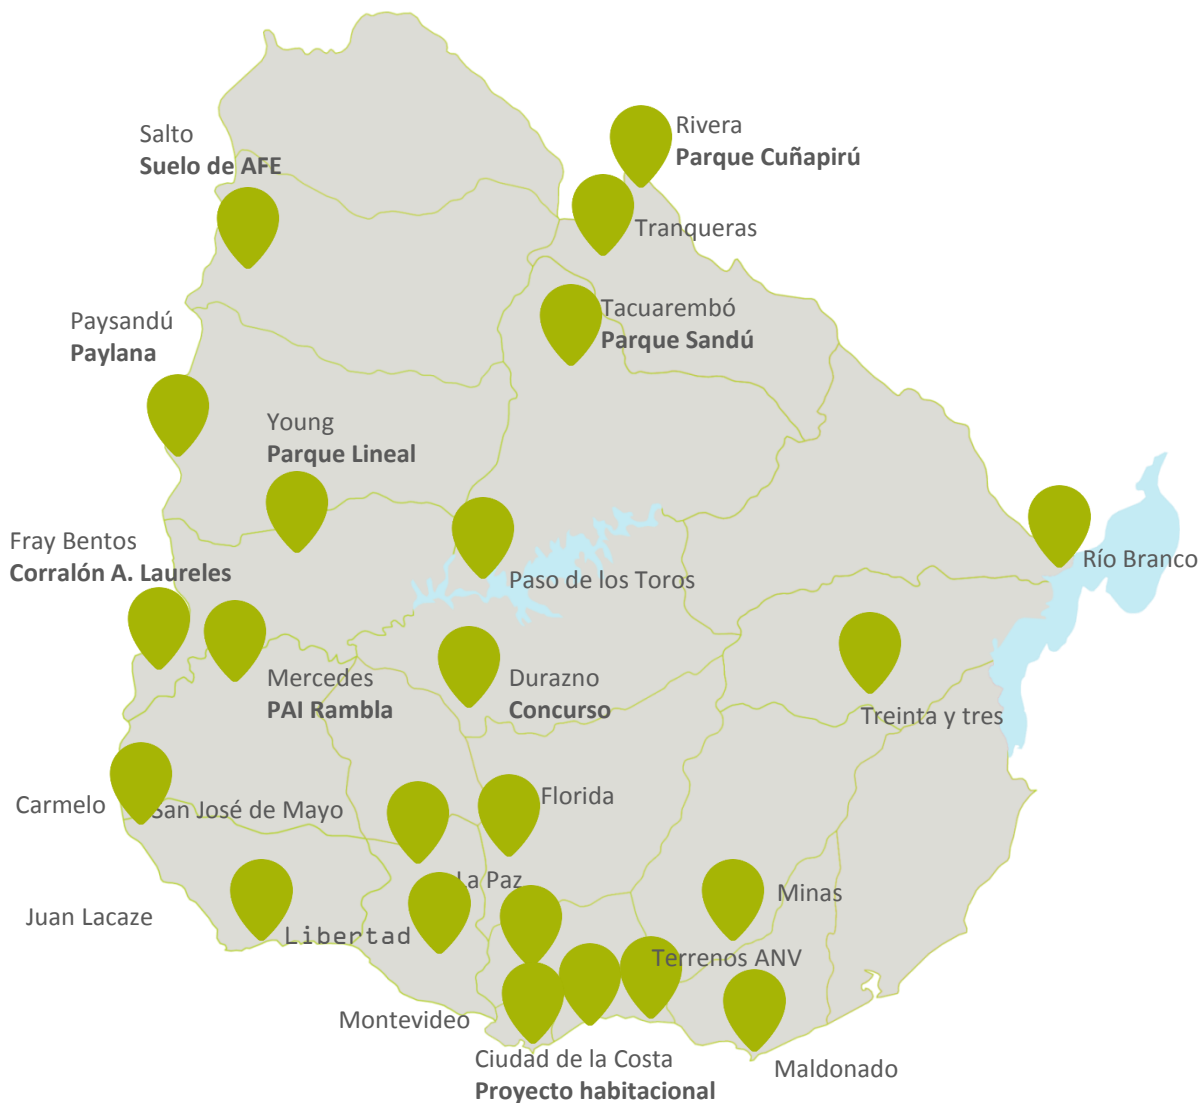 Salto
Suelo de AFE
Rivera
Parque Cuñapirú
Tranqueras
Tacuarembó
Parque Sandú
Paysandú
Paylana
Young
Parque Lineal
Fray Bentos
Corralón A. Laureles
Paso de los Toros
Río Branco
Mercedes
PAI Rambla
Durazno
Concurso
Treinta y tres
Carmelo
San José de Mayo
Florida
La Paz
Minas
Juan Lacaze
Libertad
Terrenos ANV
Montevideo
Ciudad de la Costa
Proyecto habitacional
Maldonado